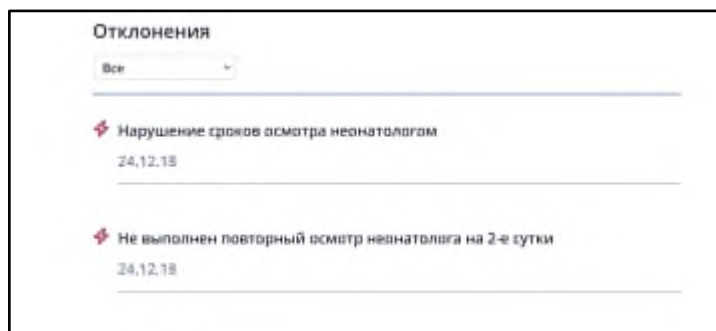 Отклонения
Все
Нарушение сроков осмотра неонатологом
24.12.18
Не выполнен повторный осмотр неонатолога на 2-е сутки
24.12.18